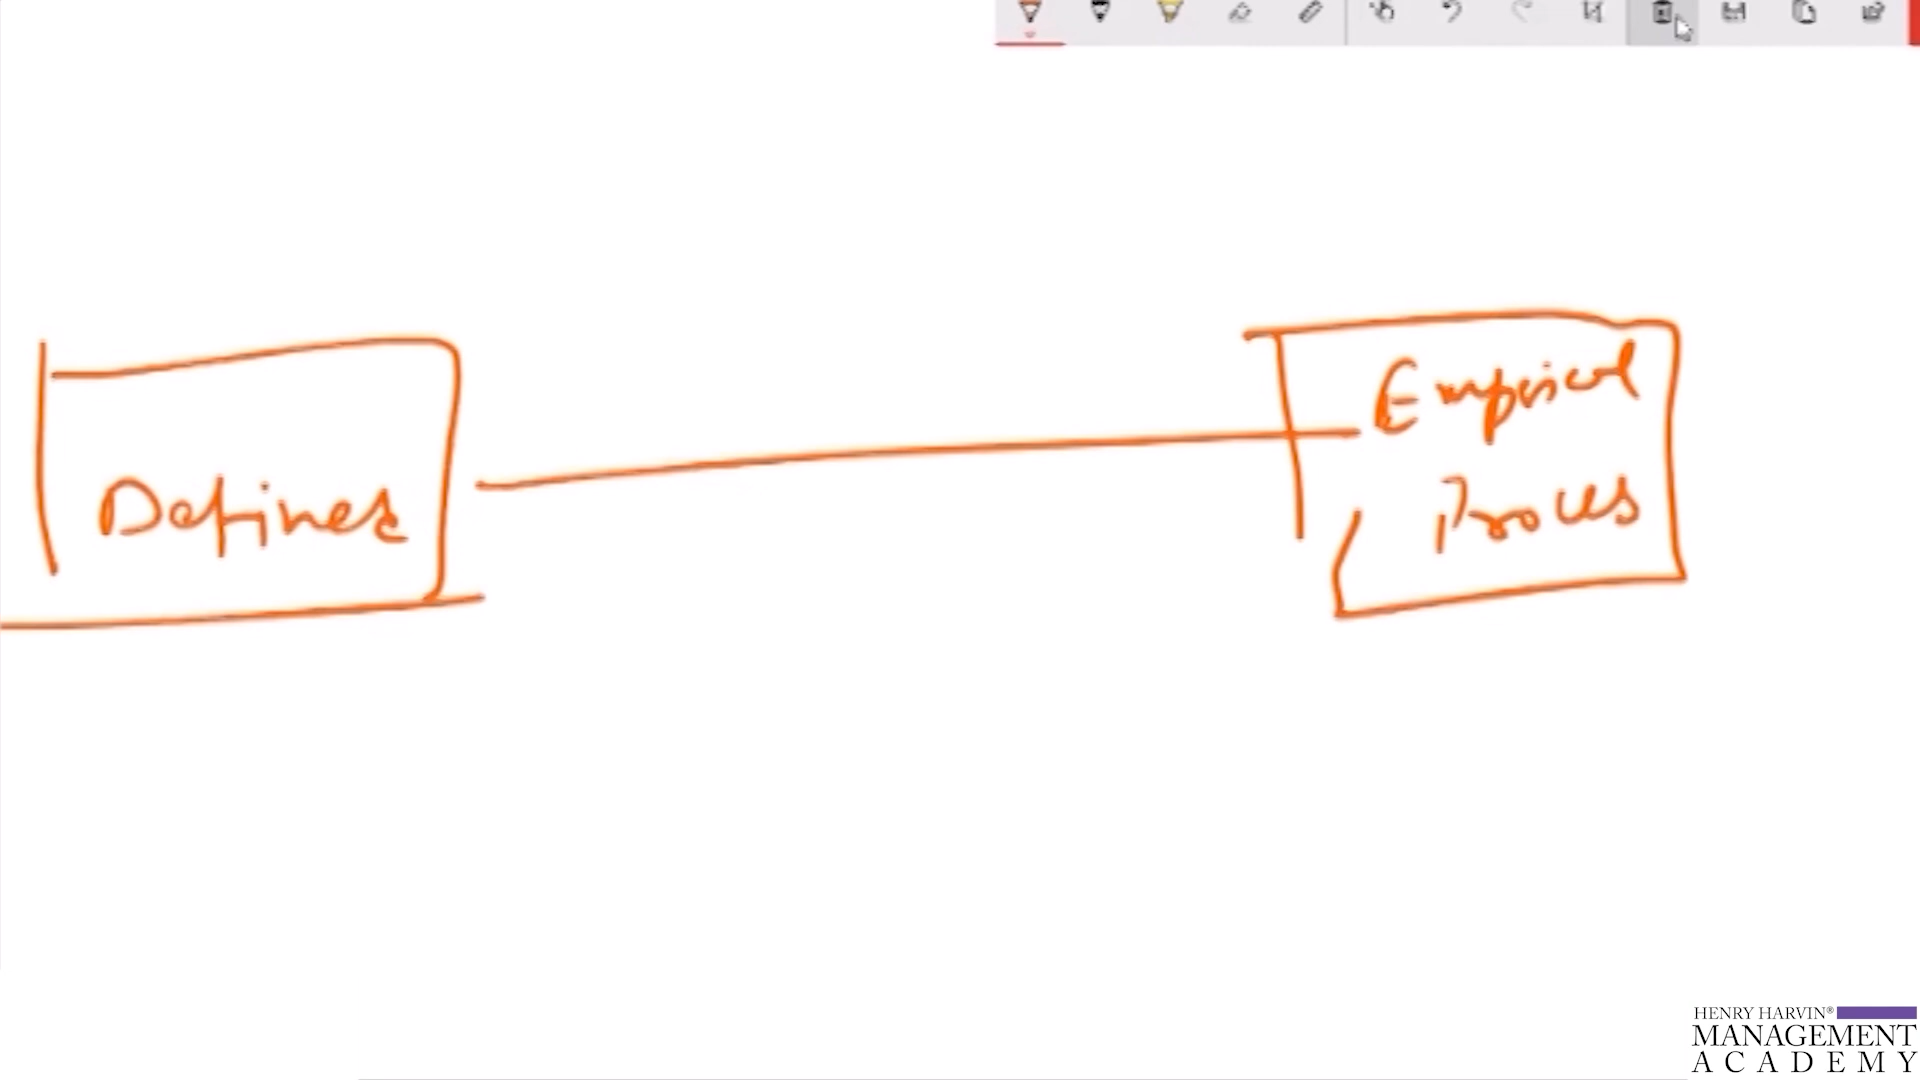 Defined
Empirical
Process
HENRY HARVIN®
MANAGEMENT
ACADEMY